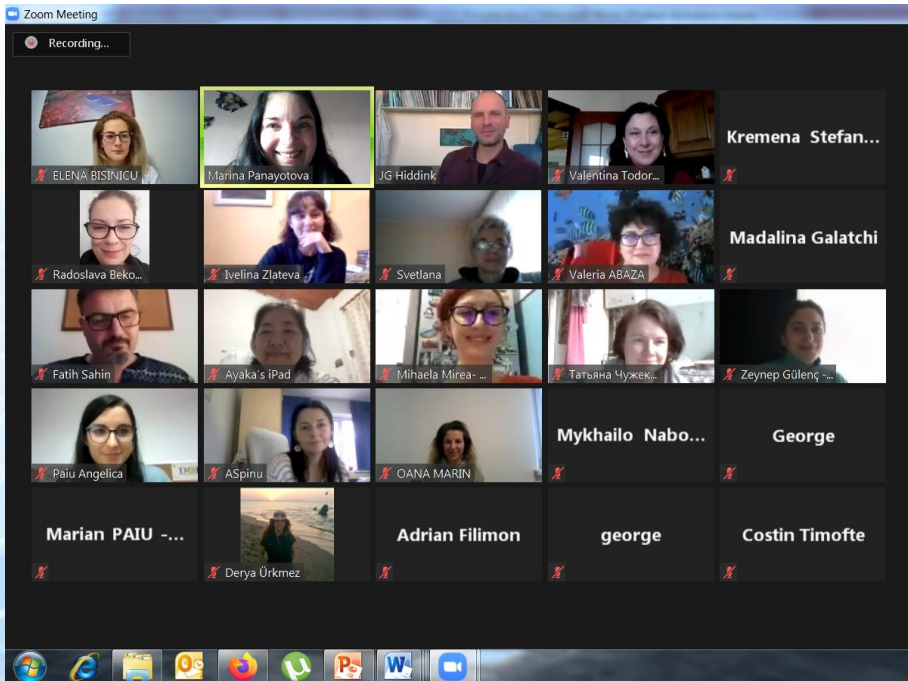 Zoom Meeting
Recording...
ELENA BISINICU
Marina Panayotova
JG Hiddink
Valentina Todor...
Kremena Stefan...
Radoslava Beko...
Ivelina Zlateva
Svetlana
Valeria ABAZA
Madalina Galatchi
Fatih Sahin
Ayaka's iPad
Mihaela Mirea- ...
Татьяна Чужек...
Zeynep Gülenç -...
Paiu Angelica
ASpinu
OANA MARIN
Mykhailo Nabo...
George
Marian PAIU -...
Derya Ürkmez
Adrian Filimon
george
Costin Timofte